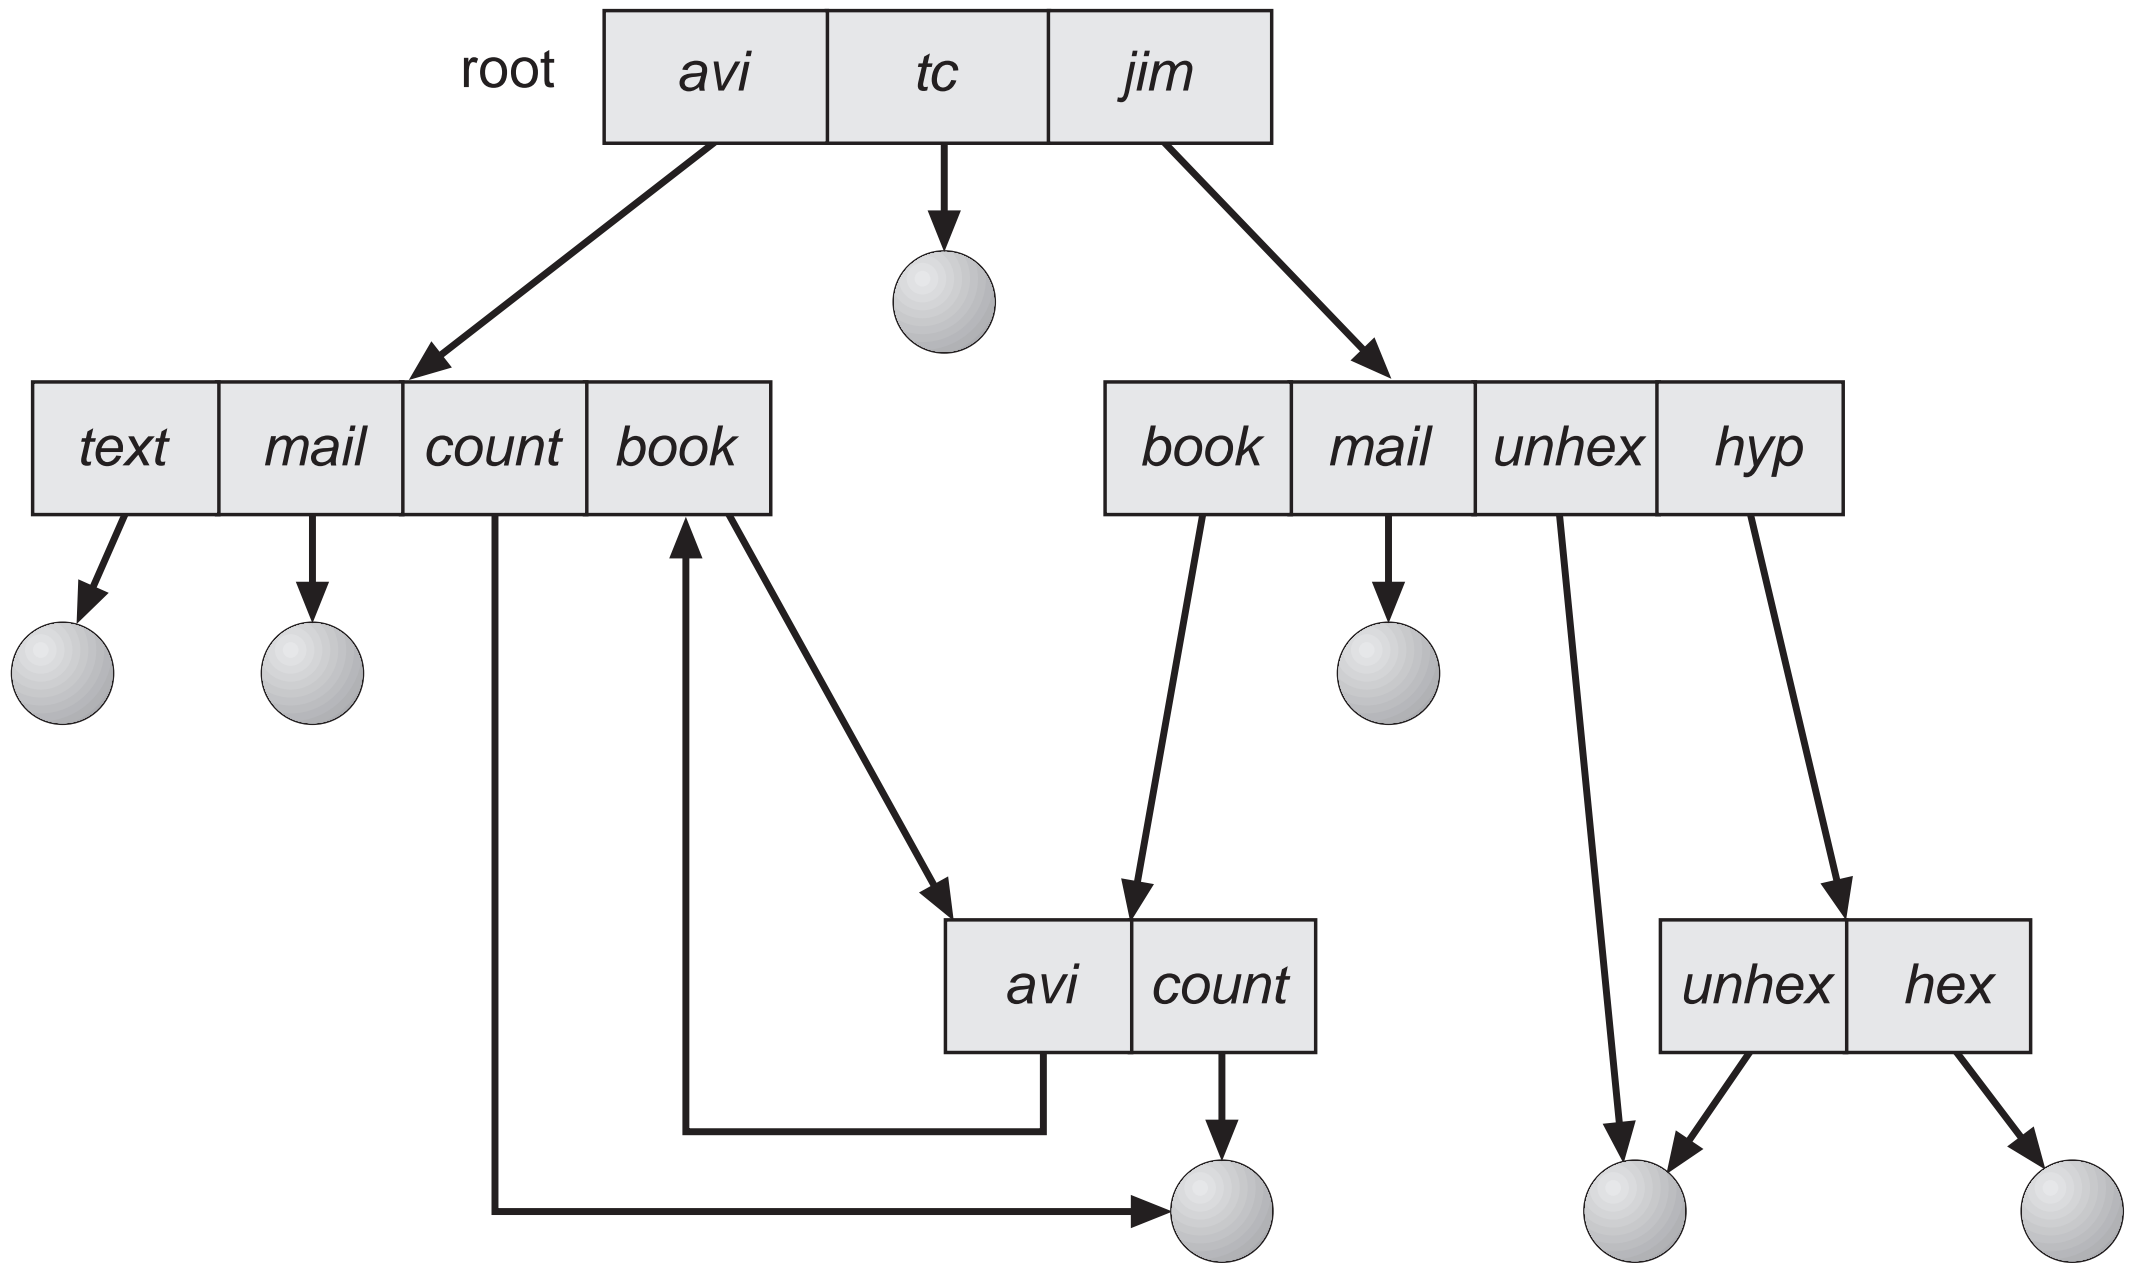 root avi tc jim
text mail count book book mail unhex hyp
avi count unhex hex